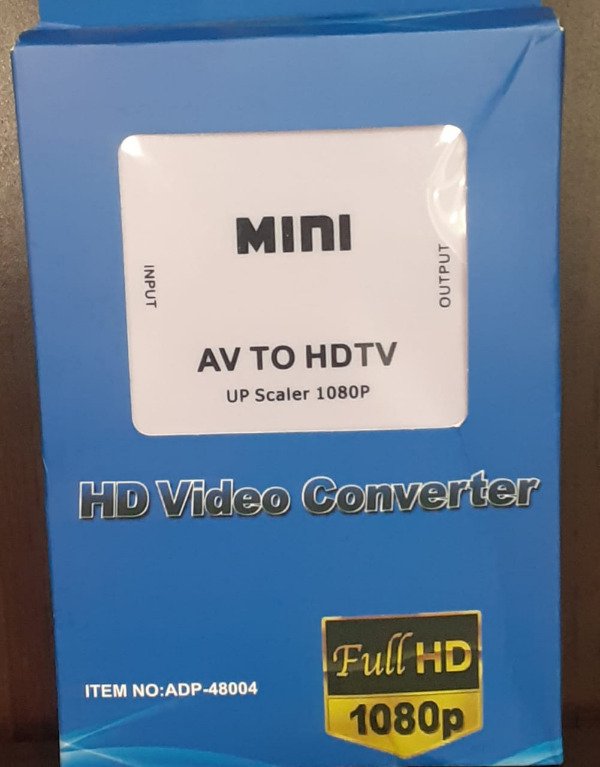 MINI
INPUT
OUTPUT
AV TO HDTV
UP Scaler 1080P
HD Video Converter
Full HD
1080p
ITEM NO:ADP-48004